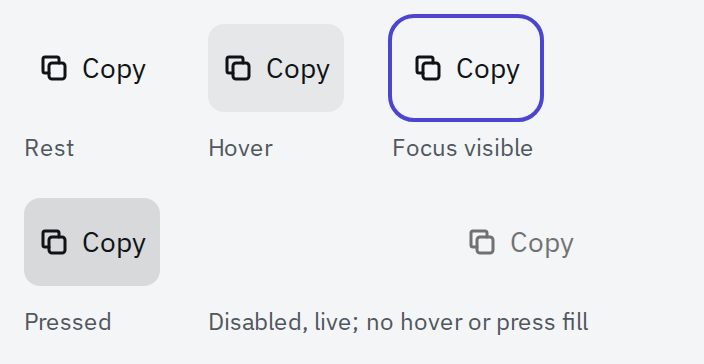 Copy Copy Copy
Rest Hover Focus visible
Copy Copy
Pressed Disabled, live; no hover or press fill